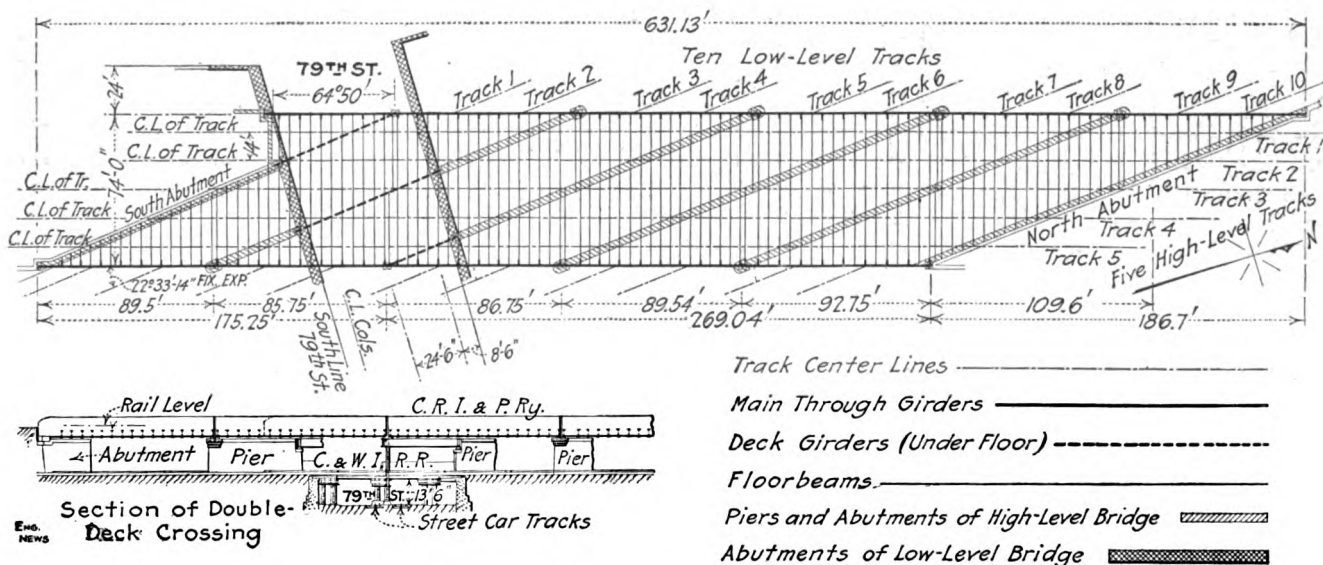 631.13'
Ten Low-Level Tracks
79TH ST.
64°50'
24'
Track 1
Track 2
Track 3
Track 4
Track 5
Track 6
Track 7
Track 8
Track 9
Track 10
C.L. of Track
C.L. of Track
14'
74'-0"
C.L. of Tr.
South Abutment
C.L. of Track
C.L. of Track
Track 1
Track 2
Track 3
Track 4
Track 5
North Abutment
Five High-Level Tracks
N
22°-33'-14" FIX. EXP.
89.5'
85.75'
86.75'
89.54'
92.75'
109.6'
175.25'
269.04'
186.7'
South Line
79th St.
C.L. Cols.
24'6"
8'-6"
Rail Level
C. R. I. & P. Ry.
Abutment
Pier
C. & W. I. R. R.
Pier
Pier
79TH ST. 13'6"
Street Car Tracks
Section of Double-
Deck Crossing
ENG.
NEWS
Track Center Lines
Main Through Girders
Deck Girders (Under Floor)
Floorbeams
Piers and Abutments of High-Level Bridge
Abutments of Low-Level Bridge